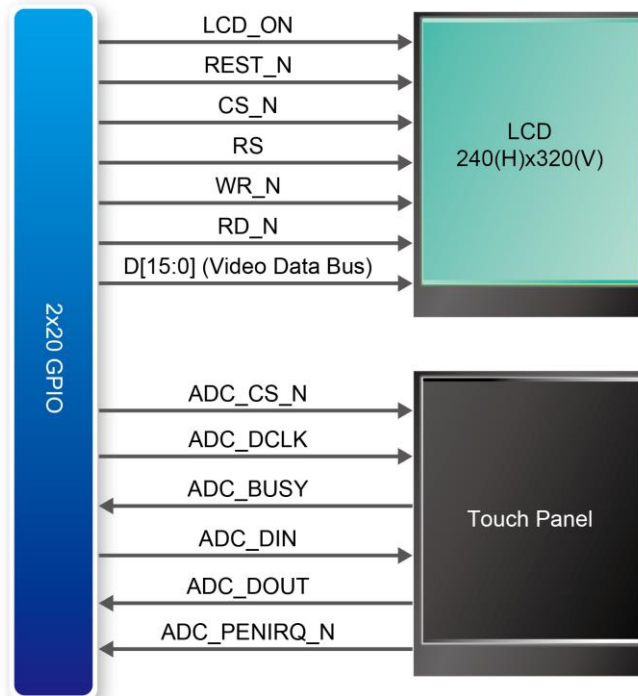 2x20 GPIO
LCD_ON
REST_N
CS_N
RS
WR_N
RD_N
D[15:0] (Video Data Bus)
LCD
240(H)x320(V)
ADC_CS_N
ADC_DCLK
ADC_BUSY
ADC_DIN
ADC_DOUT
ADC_PENIRQ_N
Touch Panel